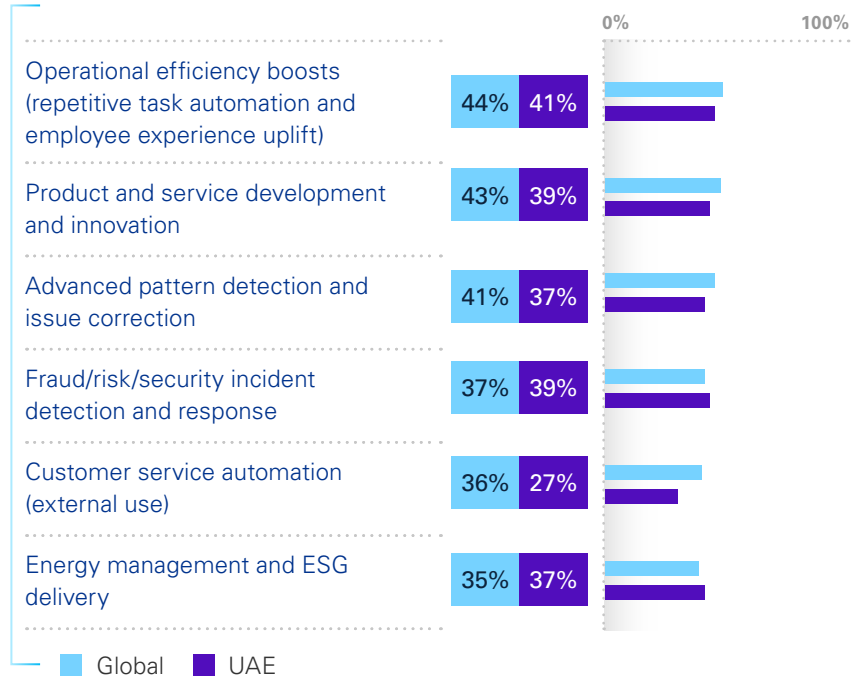 0% 100%
Operational efficiency boosts
(repetitive task automation and
employee experience uplift)
44% 41%
Product and service development
and innovation
43% 39%
Advanced pattern detection and
issue correction
41% 37%
Fraud/risk/security incident
detection and response
37% 39%
Customer service automation
(external use)
36% 27%
Energy management and ESG
delivery
35% 37%
Global UAE